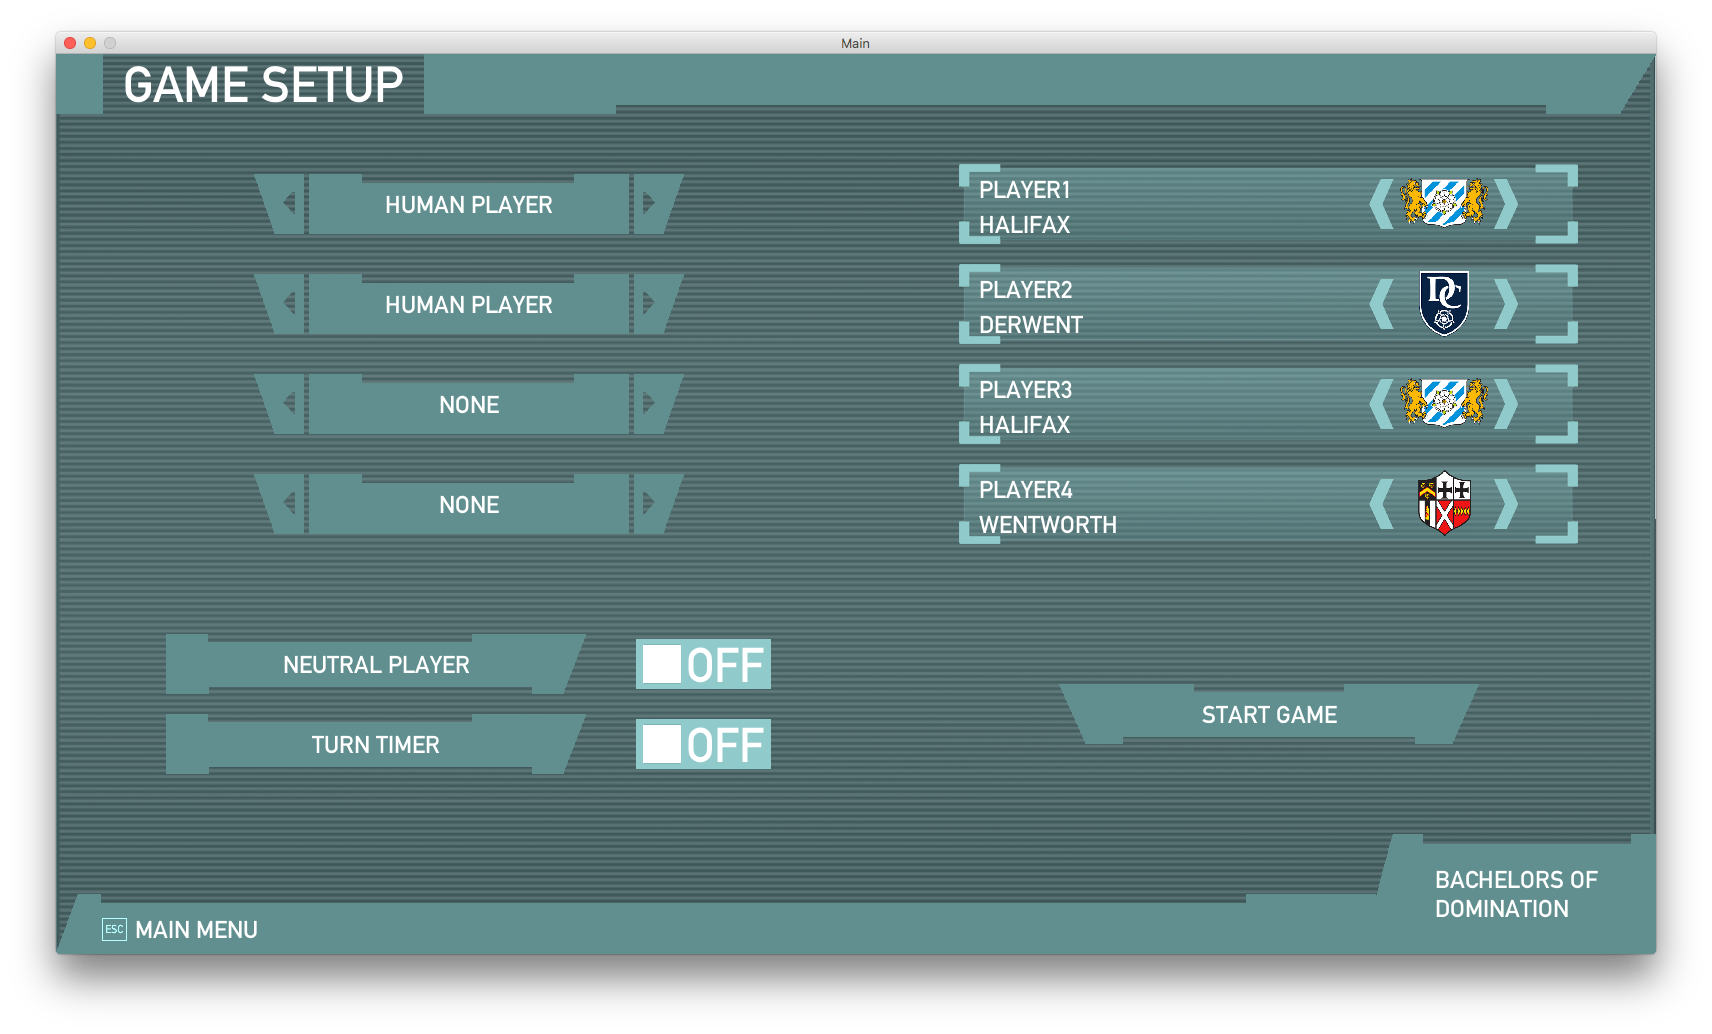 Main
GAME SETUP
HUMAN PLAYER
PLAYER1
HALIFAX
HUMAN PLAYER
PLAYER2
DERWENT
DC
NONE
PLAYER3
HALIFAX
NONE
PLAYER4
WENTWORTH
NEUTRAL PLAYER
OFF
TURN TIMER
OFF
START GAME
BACHELORS OF
DOMINATION
ESC MAIN MENU